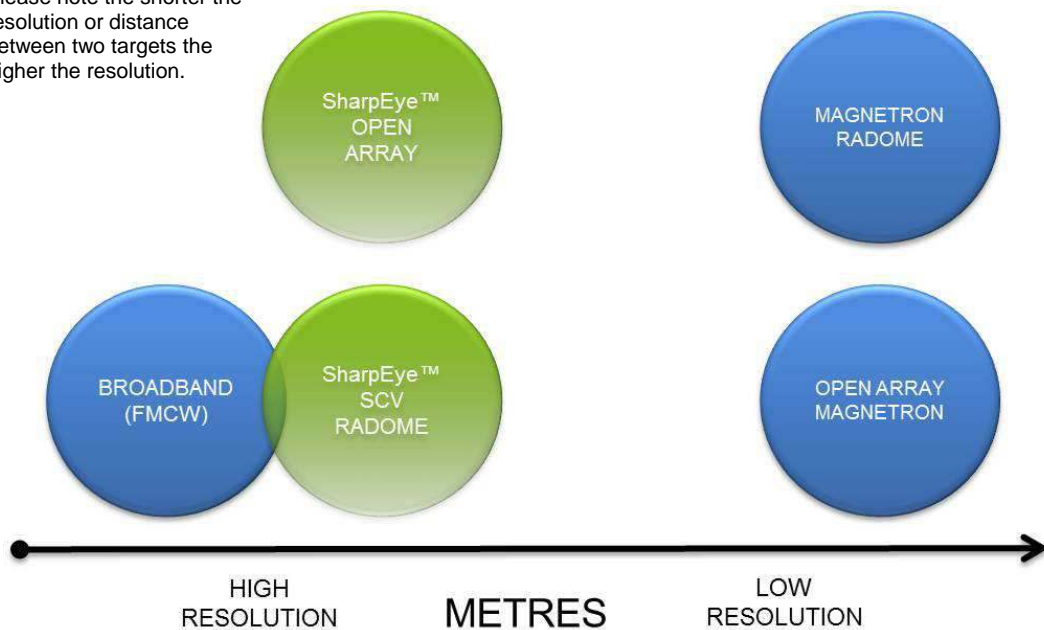 lease note the shorter the
esolution or distance
etween two targets the
igher the resolution.
SharpEye™
OPEN
ARRAY
MAGNETRON
RADOME
BROADBAND
(FMCW)
SharpEye™
SCV
RADOME
OPEN ARRAY
MAGNETRON
HIGH
RESOLUTION
METRES
LOW
RESOLUTION